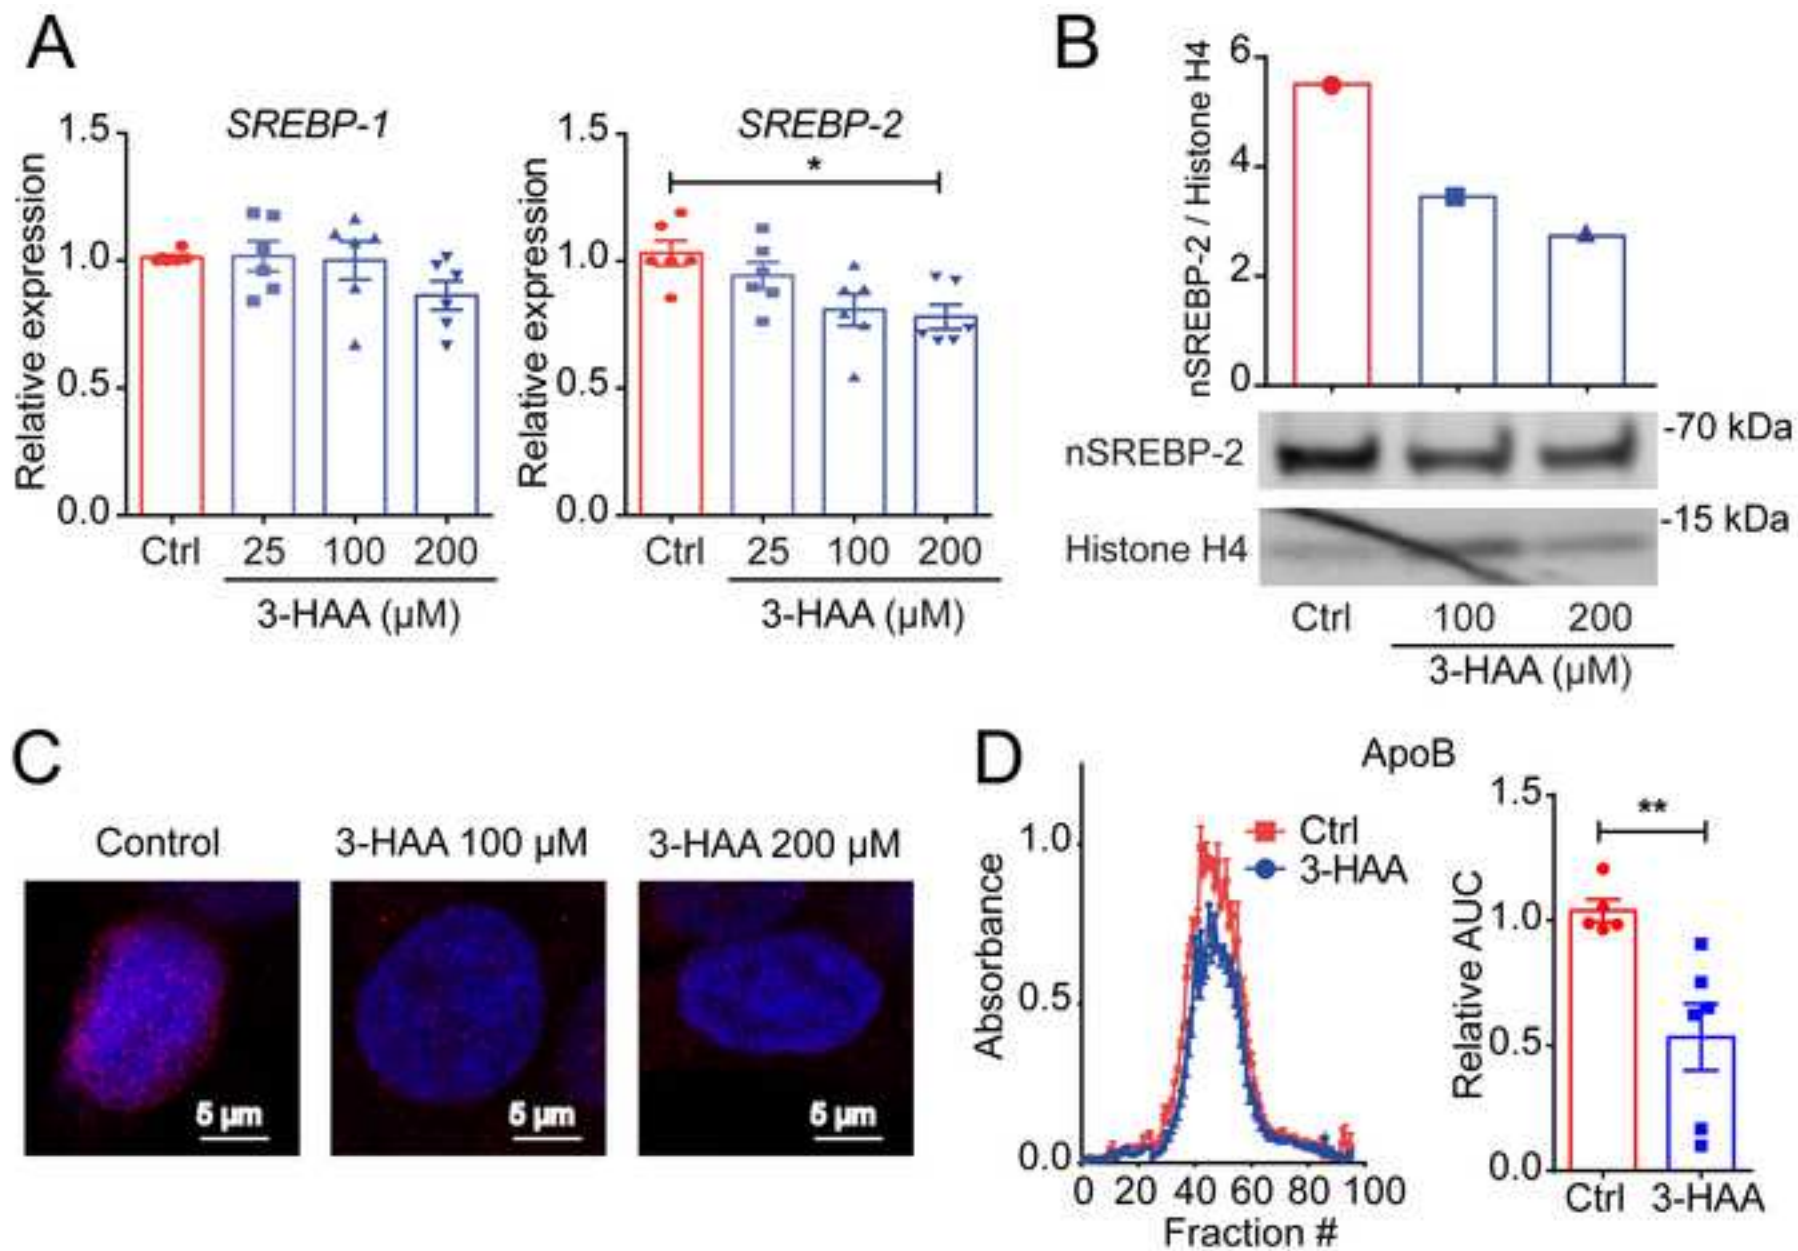 A
SREBP-1
Relative expression
1.5
1.0
0.5
0.0
Ctrl 25 100 200
3-HAA (µM)
SREBP-2
*
Relative expression
1.5
1.0
0.5
0.0
Ctrl 25 100 200
3-HAA (µM)
B
nSREBP-2 / Histone H4
6
4
2
0
nSREBP-2
-70 kDa
Histone H4
-15 kDa
Ctrl 100 200
3-HAA (µM)
C
Control
3-HAA 100 µM
3-HAA 200 µM
5 µm
5 µm
5 µm
D
ApoB
Absorbance
1.0
0.5
0.0
Ctrl
3-HAA
0 20 40 60 80 100
Fraction #
Relative AUC
1.5
1.0
0.5
0.0
**
Ctrl 3-HAA